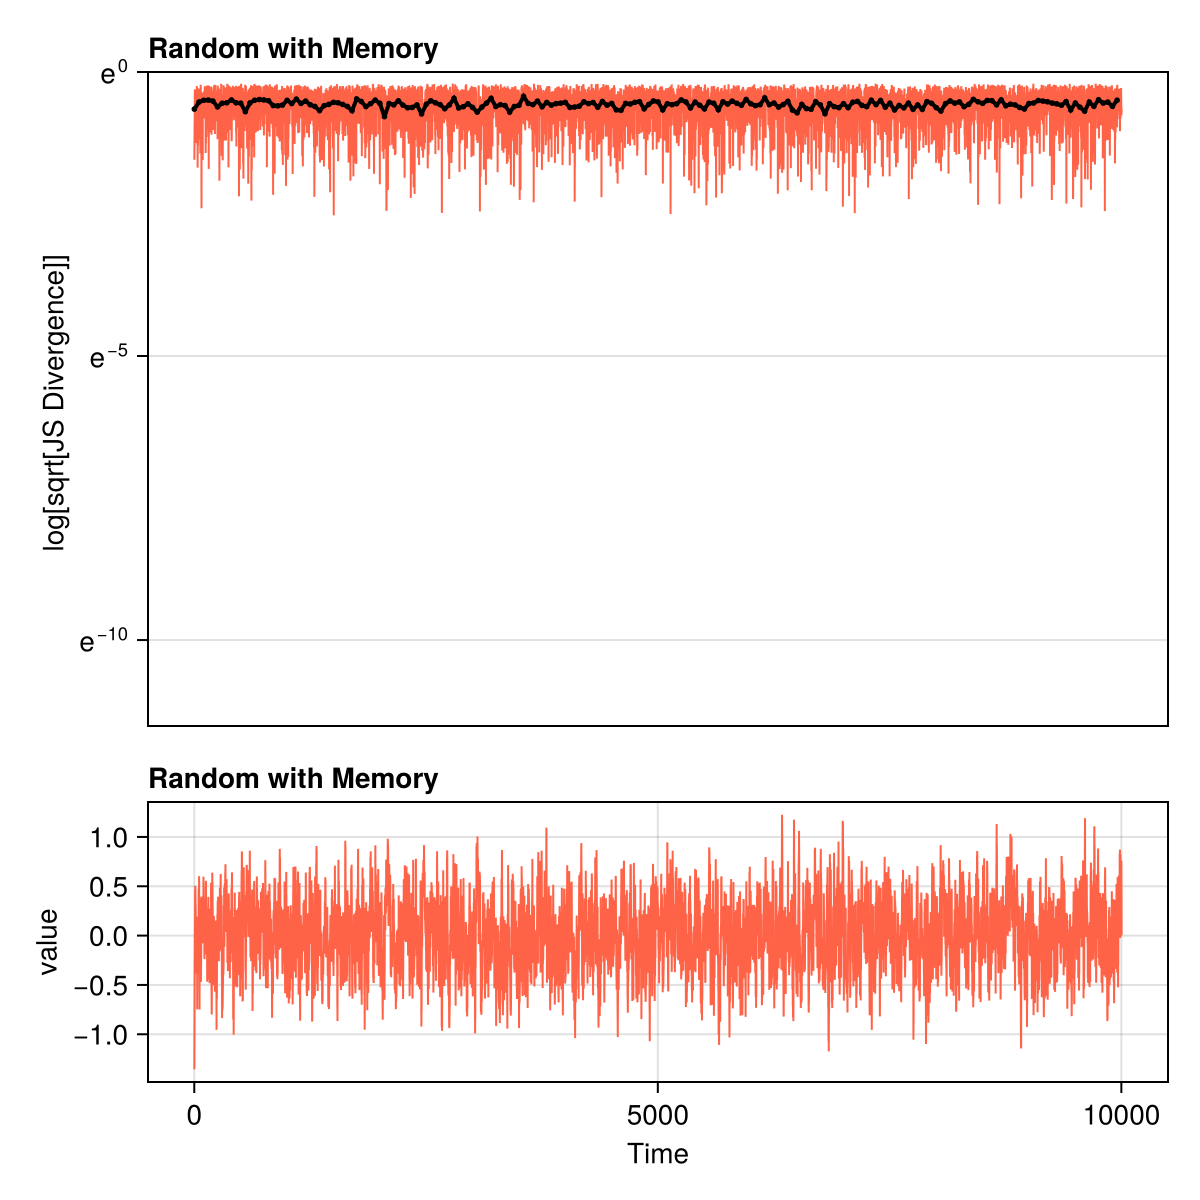 Random with Memory
e⁰
e⁻⁵
e⁻¹⁰
log[sqrt[JS Divergence]]
Random with Memory
1.0
0.5
0.0
−0.5
−1.0
value
0 5000 10000
Time